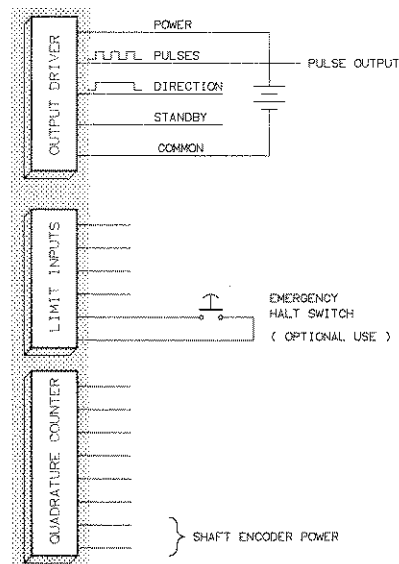 OUTPUT DRIVER
POWER
PULSES
PULSE OUTPUT
DIRECTION
STANDBY
COMMON
LIMIT INPUTS
EMERGENCY
HALT SWITCH
( OPTIONAL USE )
QUADRATURE COUNTER
SHAFT ENCODER POWER